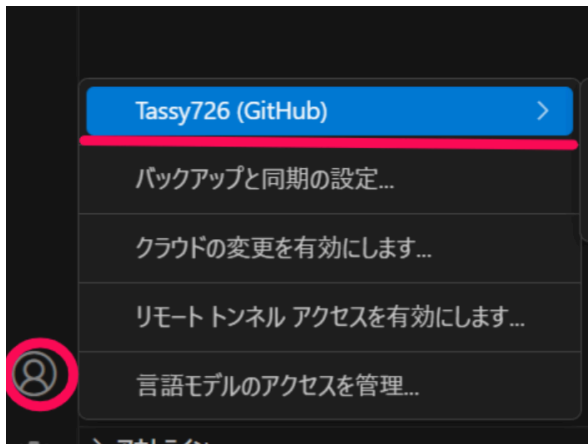 Tassy726 (GitHub)
バックアップと同期の設定...
クラウドの変更を有効にします...
リモート トンネル アクセスを有効にします...
言語モデルのアクセスを管理...